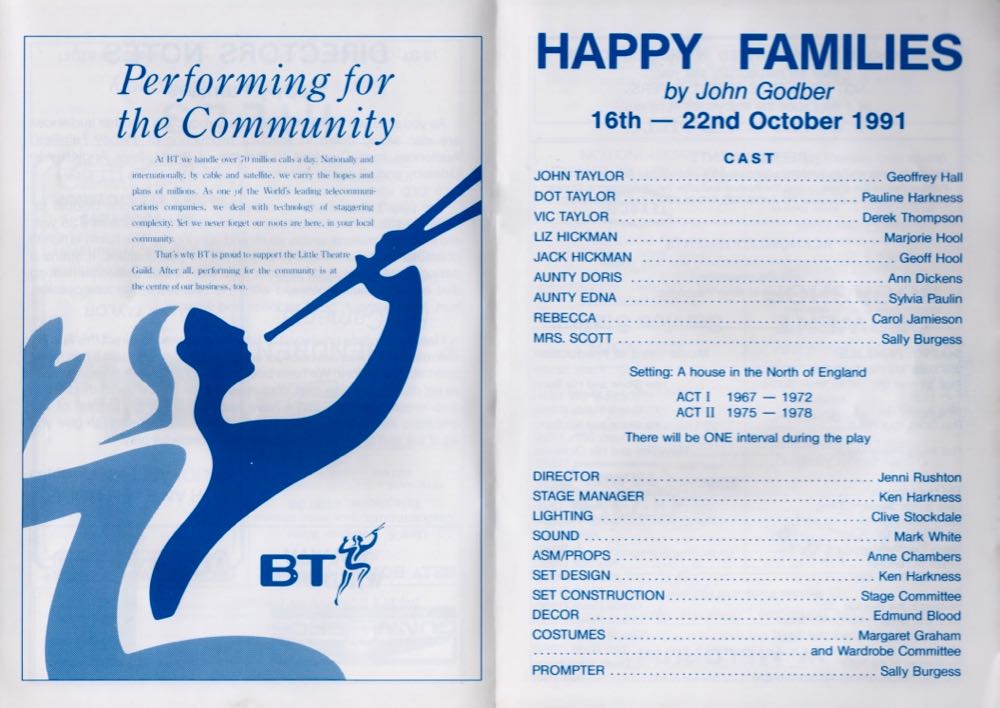 Performing for
the Community
At BT we handle over 70 million calls a day. Nationally and
internationally, by cable and satellite, we carry the hopes and
plans of millions. As one of the World's leading telecommuni-
cations companies, we deal with technology of staggering
complexity. Yet we never forget our roots are here, in your local
community.
That's why BT is proud to support the Little Theatre
Guild. After all, performing for the community is at
the centre of our business, too.
BT
HAPPY FAMILIES
by John Godber
16th — 22nd October 1991
CAST
JOHN TAYLOR ........ Geoffrey Hall
DOT TAYLOR ........ Pauline Harkness
VIC TAYLOR ........ Derek Thompson
LIZ HICKMAN ........ Marjorie Hool
JACK HICKMAN ........ Geoff Hool
AUNTY DORIS ........ Ann Dickens
AUNTY EDNA ........ Sylvia Paulin
REBECCA ........ Carol Jamieson
MRS. SCOTT ........ Sally Burgess
Setting: A house in the North of England
ACT I 1967 — 1972
ACT II 1975 — 1978
There will be ONE interval during the play
DIRECTOR ........ Jenni Rushton
STAGE MANAGER ........ Ken Harkness
LIGHTING ........ Clive Stockdale
SOUND ........ Mark White
ASM/PROPS ........ Anne Chambers
SET DESIGN ........ Ken Harkness
SET CONSTRUCTION ........ Stage Committee
DECOR ........ Edmund Blood
COSTUMES ........ Margaret Graham
........ and Wardrobe Committee
PROMPTER ........ Sally Burgess